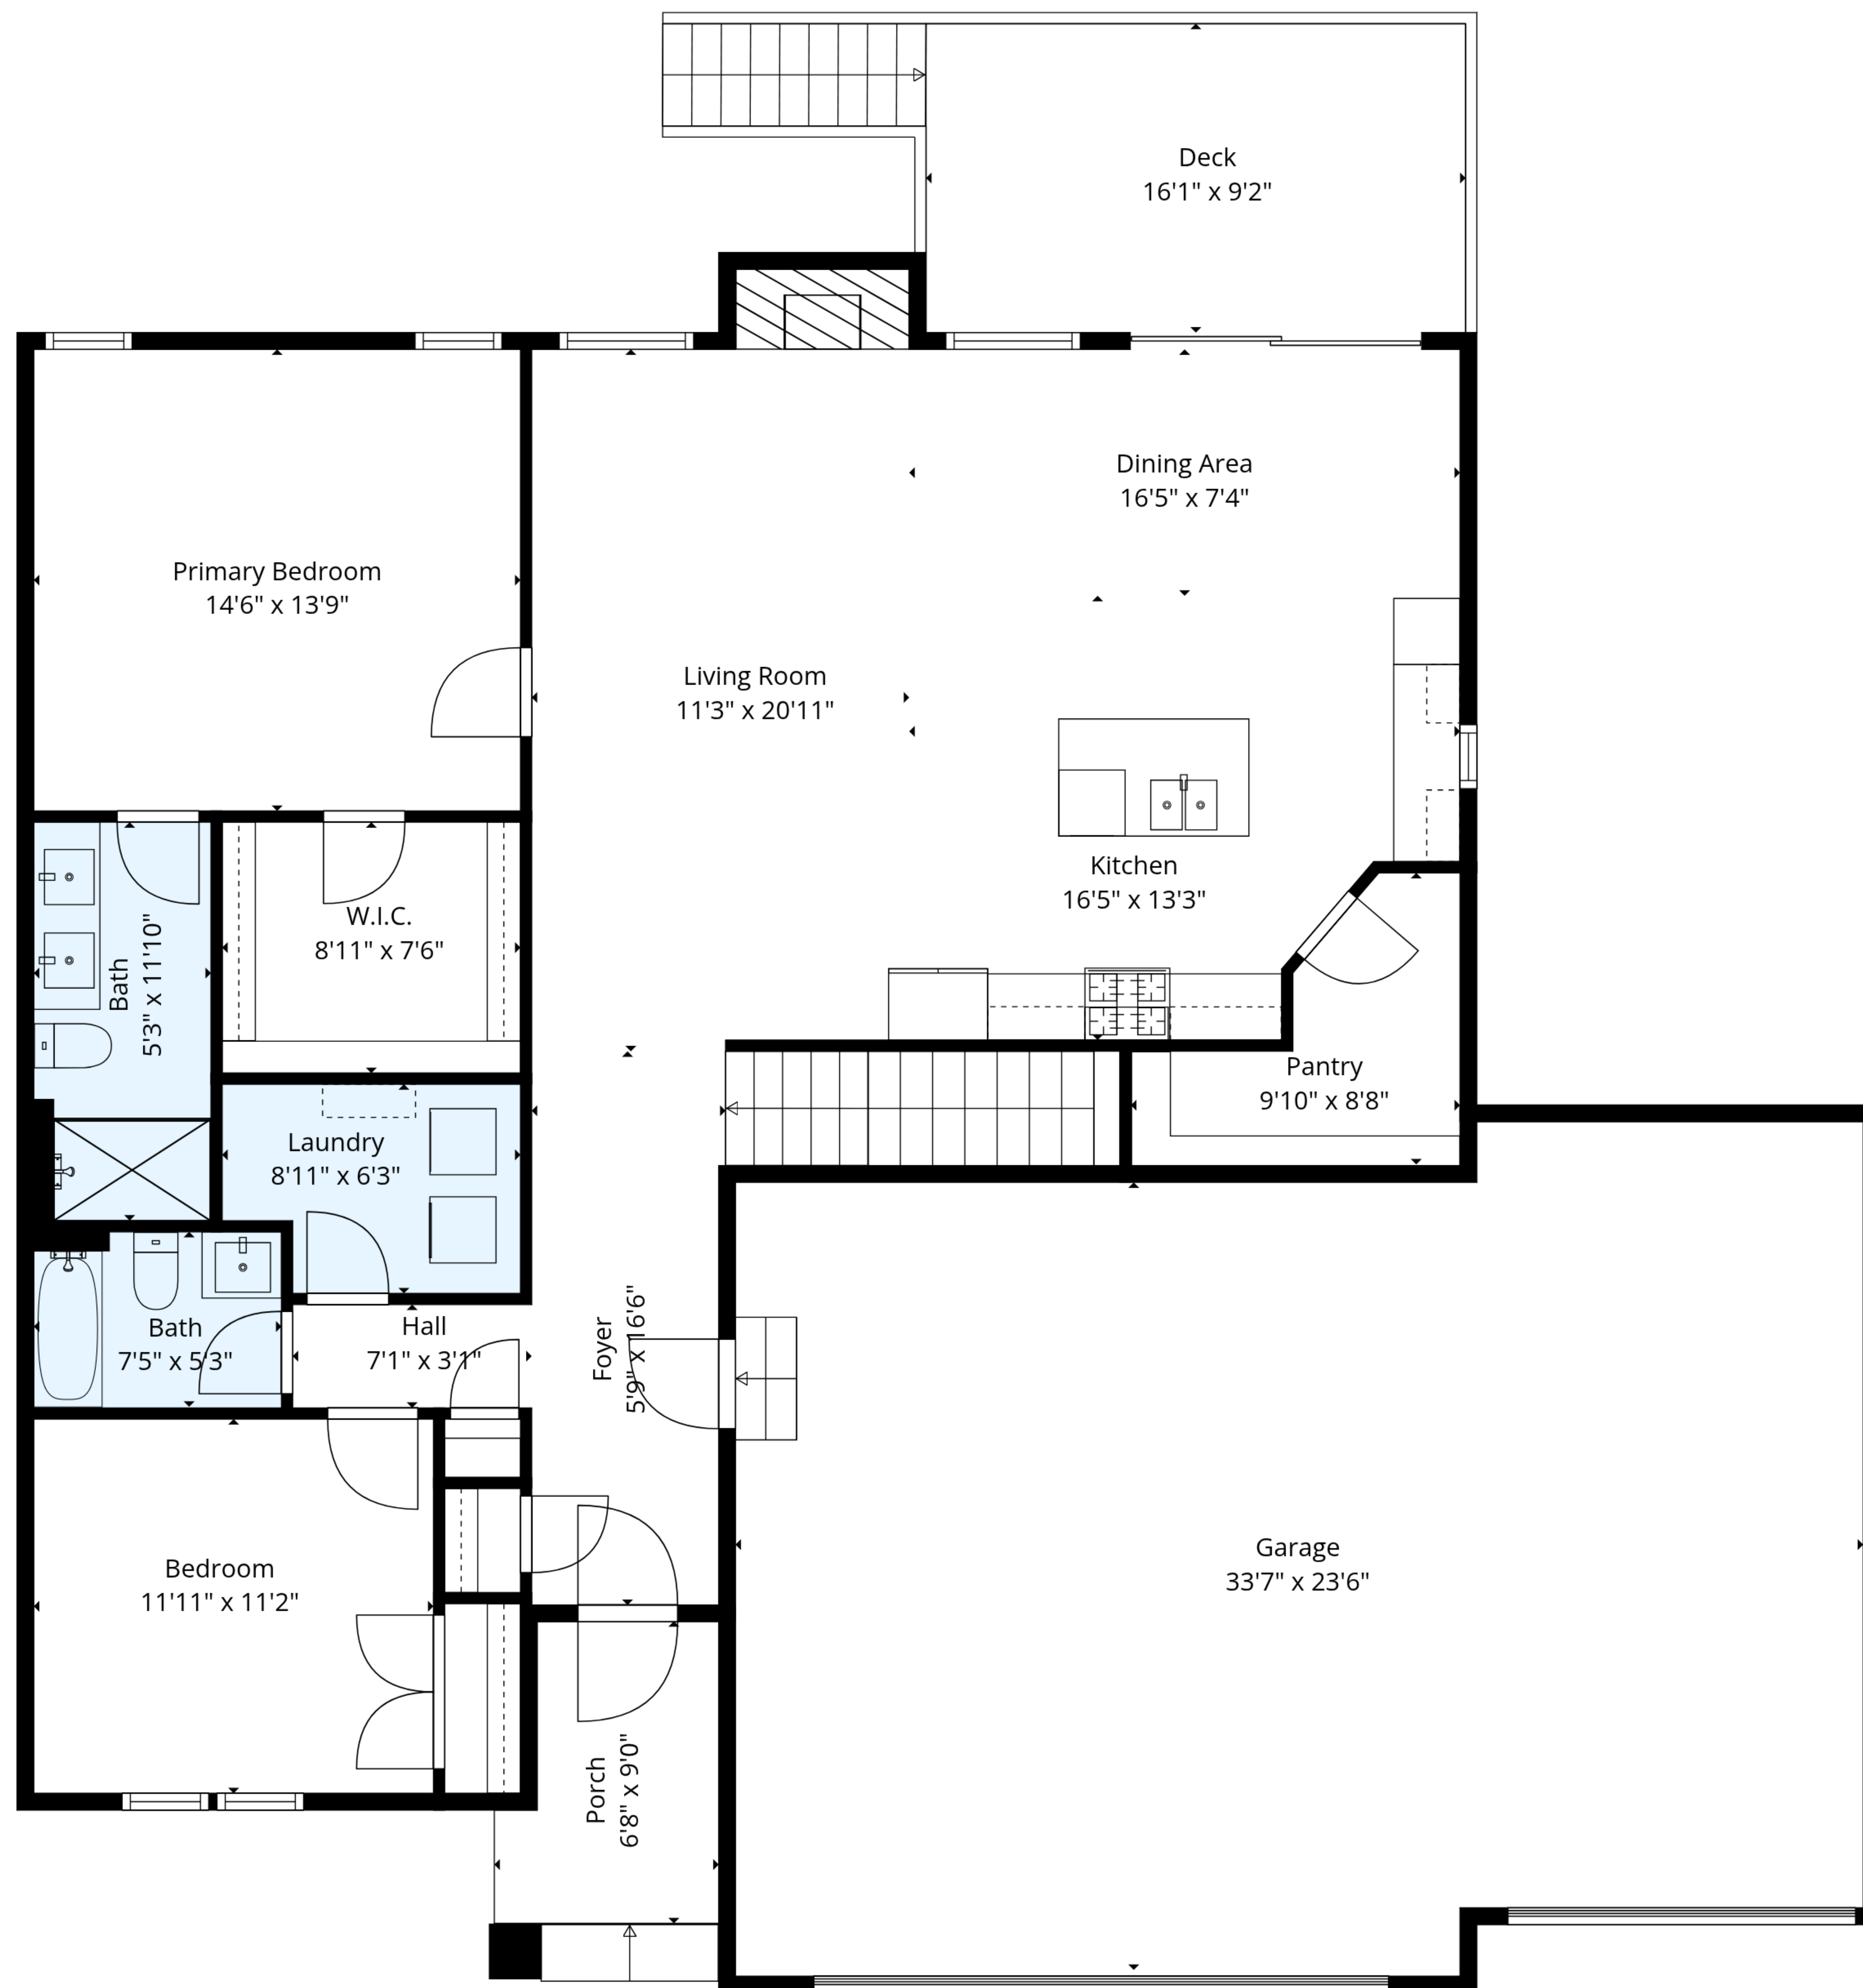 Deck
16'1" x 9'2"
Dining Area
16'5" x 7'4"
Primary Bedroom
14'6" x 13'9"
Living Room
11'3" x 20'11"
Kitchen
16'5" x 13'3"
W.I.C.
8'11" x 7'6"
Bath
5'3" x 11'10"
Pantry
9'10" x 8'8"
Laundry
8'11" x 6'3"
Bath
7'5" x 5'3"
Hall
7'1" x 3'1"
Foyer
5'9" x 16'6"
Garage
33'7" x 23'6"
Bedroom
11'11" x 11'2"
Porch
6'8" x 9'0"